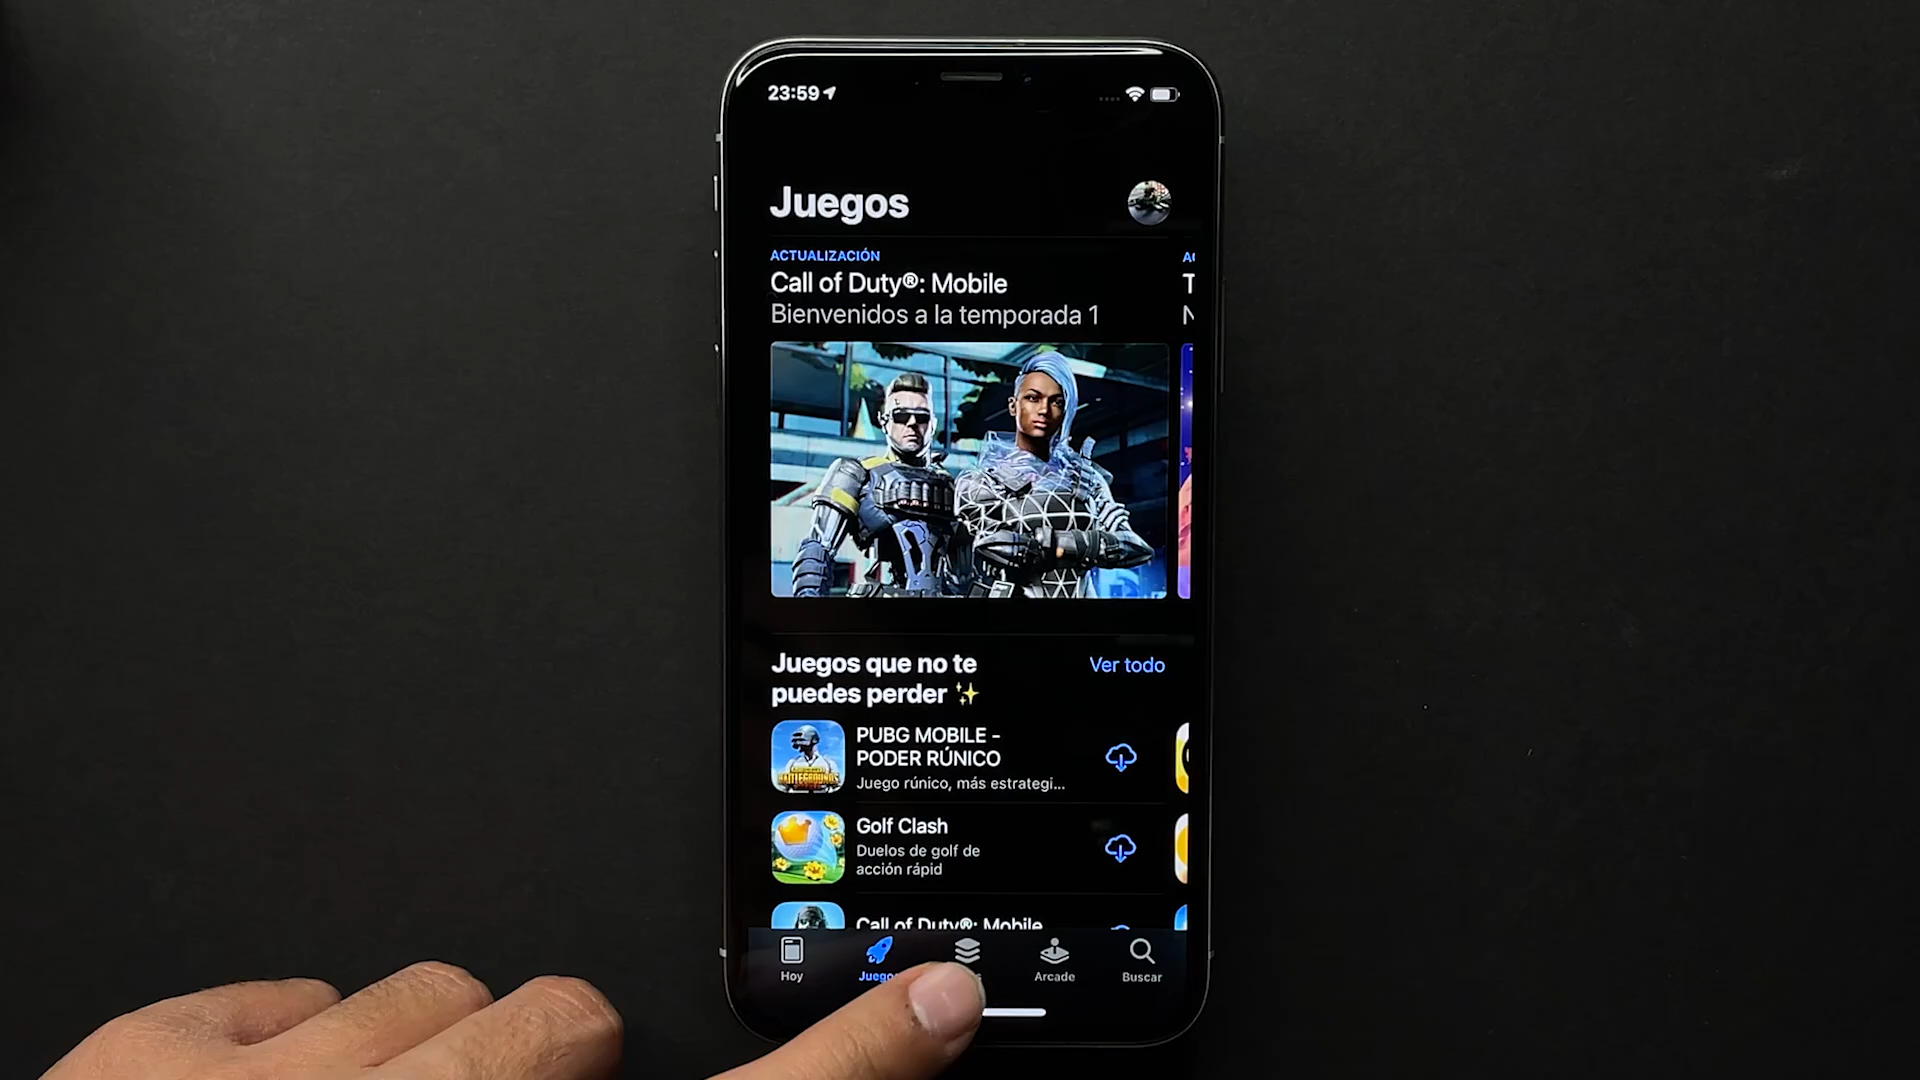 23:59
Juegos
ACTUALIZACIÓN
Call of Duty®: Mobile
Bienvenidos a la temporada 1
T
N
Juegos que no te
puedes perder ✨
Ver todo
PUBG MOBILE -
PODER RÚNICO
Juego rúnico, más estrategi...
BATTLEGROUNDS
Golf Clash
Duelos de golf de
acción rápid
Call of Duty®: Mobile
Hoy
Juegos
Arcade
Buscar